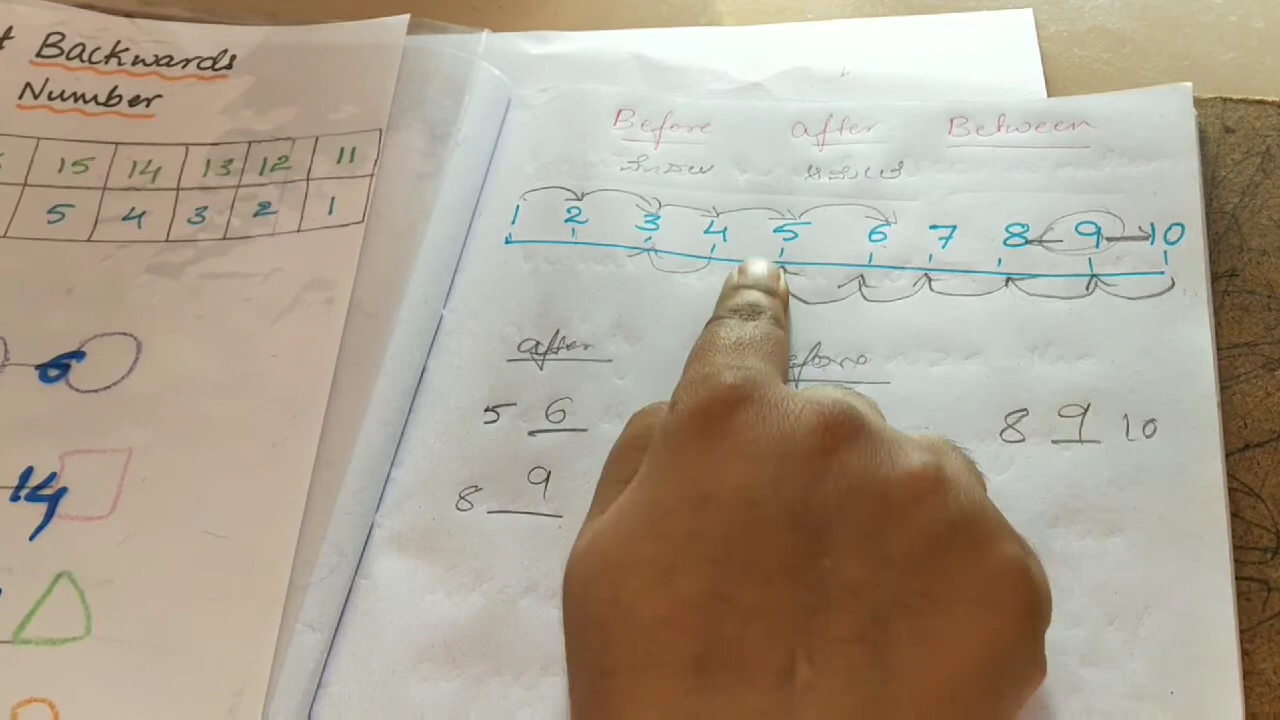 Backwards
Number
15 14 13 12 11
5 4 3 2 1
6
14
Before after Between
ಹಿಂದಿನ ಆಮೇಲೆ
1 2 3 4 5 6 7 8 9 10
after
5 6 8 9 10
8 9